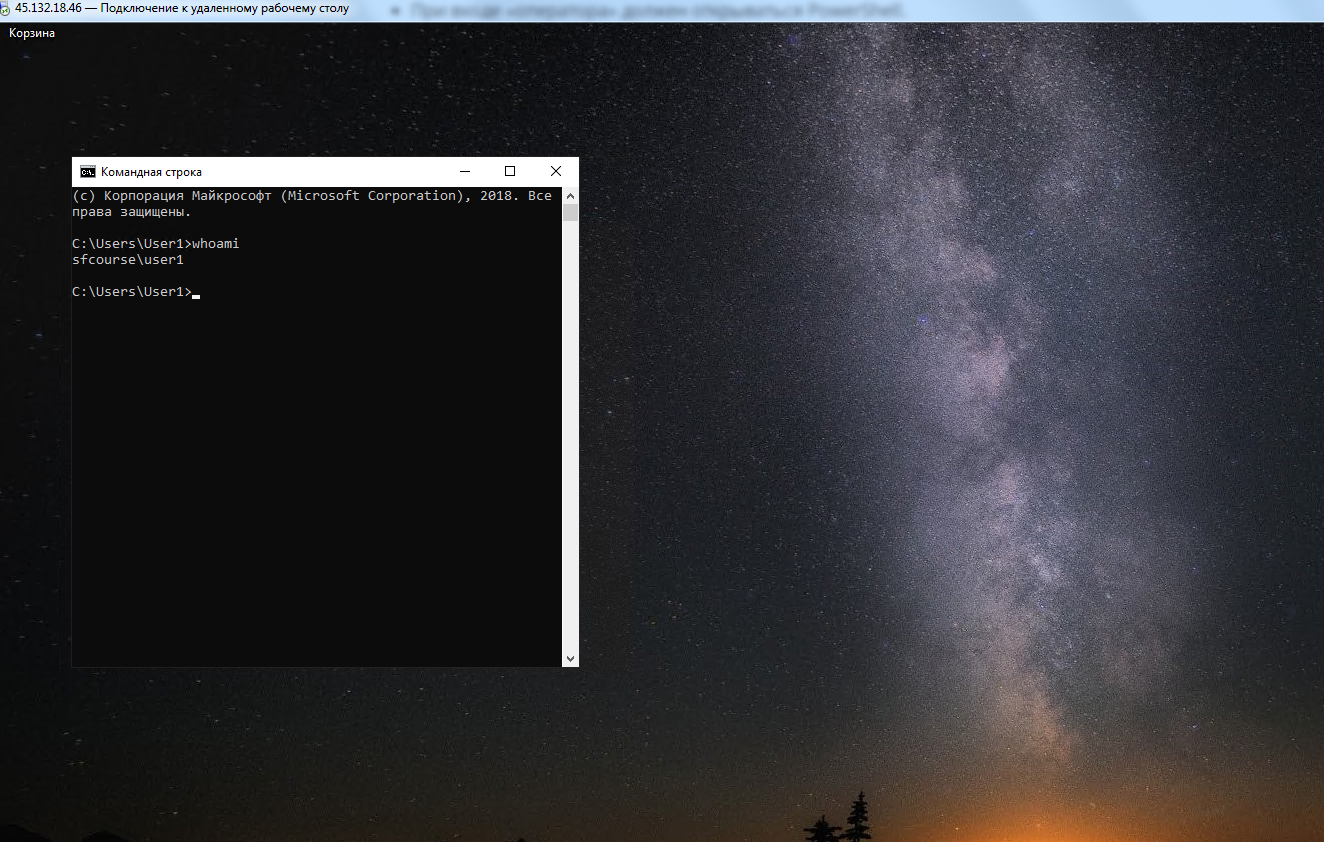 45.132.18.46 — Подключение к удаленному рабочему столу
При входе «оператора» должен открываться PowerShell.
Корзина
Командная строка
(c) Корпорация Майкрософт (Microsoft Corporation), 2018. Все
права защищены.
C:\Users\User1>whoami
sfcourse\user1
C:\Users\User1>